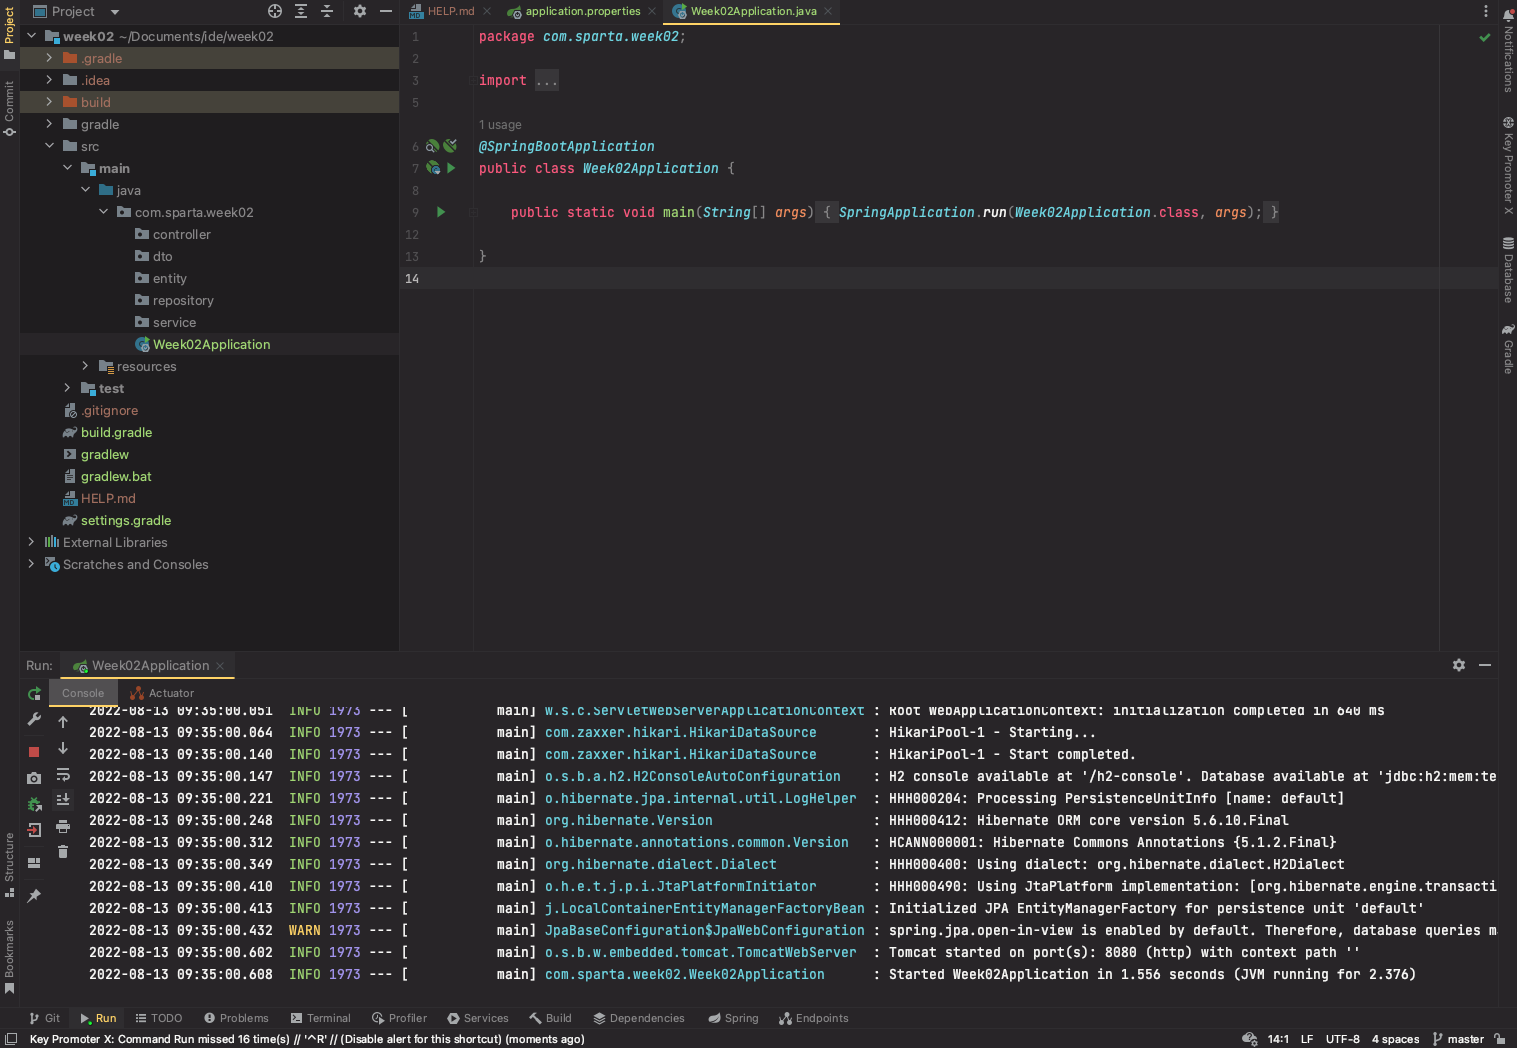 Project
HELP.md
application.properties
Week02Application.java
week02 ~/Documents/ide/week02
.gradle
.idea
build
gradle
src
main
java
com.sparta.week02
controller
dto
entity
repository
service
Week02Application
resources
test
.gitignore
build.gradle
gradlew
gradlew.bat
HELP.md
settings.gradle
External Libraries
Scratches and Consoles
Project
Commit
Structure
Bookmarks
1 package com.sparta.week02;
2
3 import ...
5
1 usage
6 @SpringBootApplication
7 public class Week02Application {
8
9 public static void main(String[] args) { SpringApplication.run(Week02Application.class, args); }
12
13 }
14
Notifications
Key Promoter X
Database
Gradle
Run: Week02Application
Console Actuator
2022-08-13 09:35:00.051 INFO 1973 --- [ main] w.s.c.ServletWebServerApplicationContext : Root WebApplicationContext: initialization completed in 640 ms
2022-08-13 09:35:00.064 INFO 1973 --- [ main] com.zaxxer.hikari.HikariDataSource : HikariPool-1 - Starting...
2022-08-13 09:35:00.140 INFO 1973 --- [ main] com.zaxxer.hikari.HikariDataSource : HikariPool-1 - Start completed.
2022-08-13 09:35:00.147 INFO 1973 --- [ main] o.s.b.a.h2.H2ConsoleAutoConfiguration : H2 console available at '/h2-console'. Database available at 'jdbc:h2:mem:te
2022-08-13 09:35:00.221 INFO 1973 --- [ main] o.hibernate.jpa.internal.util.LogHelper : HHH000204: Processing PersistenceUnitInfo [name: default]
2022-08-13 09:35:00.248 INFO 1973 --- [ main] org.hibernate.Version : HHH000412: Hibernate ORM core version 5.6.10.Final
2022-08-13 09:35:00.312 INFO 1973 --- [ main] o.hibernate.annotations.common.Version : HCANN000001: Hibernate Commons Annotations {5.1.2.Final}
2022-08-13 09:35:00.349 INFO 1973 --- [ main] org.hibernate.dialect.Dialect : HHH000400: Using dialect: org.hibernate.dialect.H2Dialect
2022-08-13 09:35:00.410 INFO 1973 --- [ main] o.h.e.t.j.p.i.JtaPlatformInitiator : HHH000490: Using JtaPlatform implementation: [org.hibernate.engine.transacti
2022-08-13 09:35:00.413 INFO 1973 --- [ main] j.LocalContainerEntityManagerFactoryBean : Initialized JPA EntityManagerFactory for persistence unit 'default'
2022-08-13 09:35:00.432 WARN 1973 --- [ main] JpaBaseConfiguration$JpaWebConfiguration : spring.jpa.open-in-view is enabled by default. Therefore, database queries m
2022-08-13 09:35:00.602 INFO 1973 --- [ main] o.s.b.w.embedded.tomcat.TomcatWebServer : Tomcat started on port(s): 8080 (http) with context path ''
2022-08-13 09:35:00.608 INFO 1973 --- [ main] com.sparta.week02.Week02Application : Started Week02Application in 1.556 seconds (JVM running for 2.376)
Git Run TODO Problems Terminal Profiler Services Build Dependencies Spring Endpoints
Key Promoter X: Command Run missed 16 time(s) // '^R' // (Disable alert for this shortcut) (moments ago)
14:1 LF UTF-8 4 spaces master